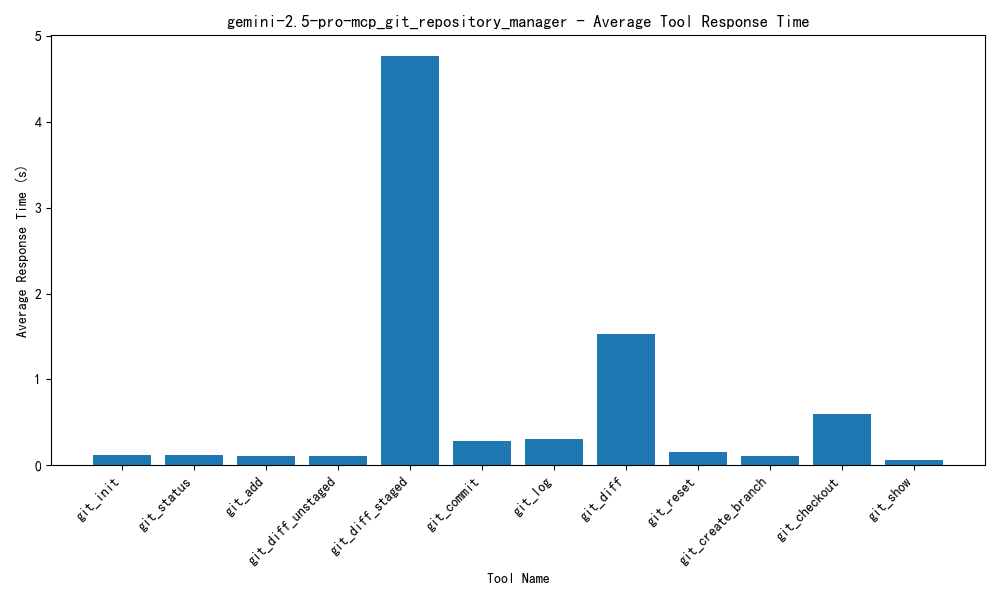 gemini-2.5-pro-mcp_git_repository_manager - Average Tool Response Time
Average Response Time (s)
5
4
3
2
1
0
git_init
git_status
git_add
git_diff_unstaged
git_diff_staged
git_commit
git_log
git_diff
git_reset
git_create_branch
git_checkout
git_show
Tool Name